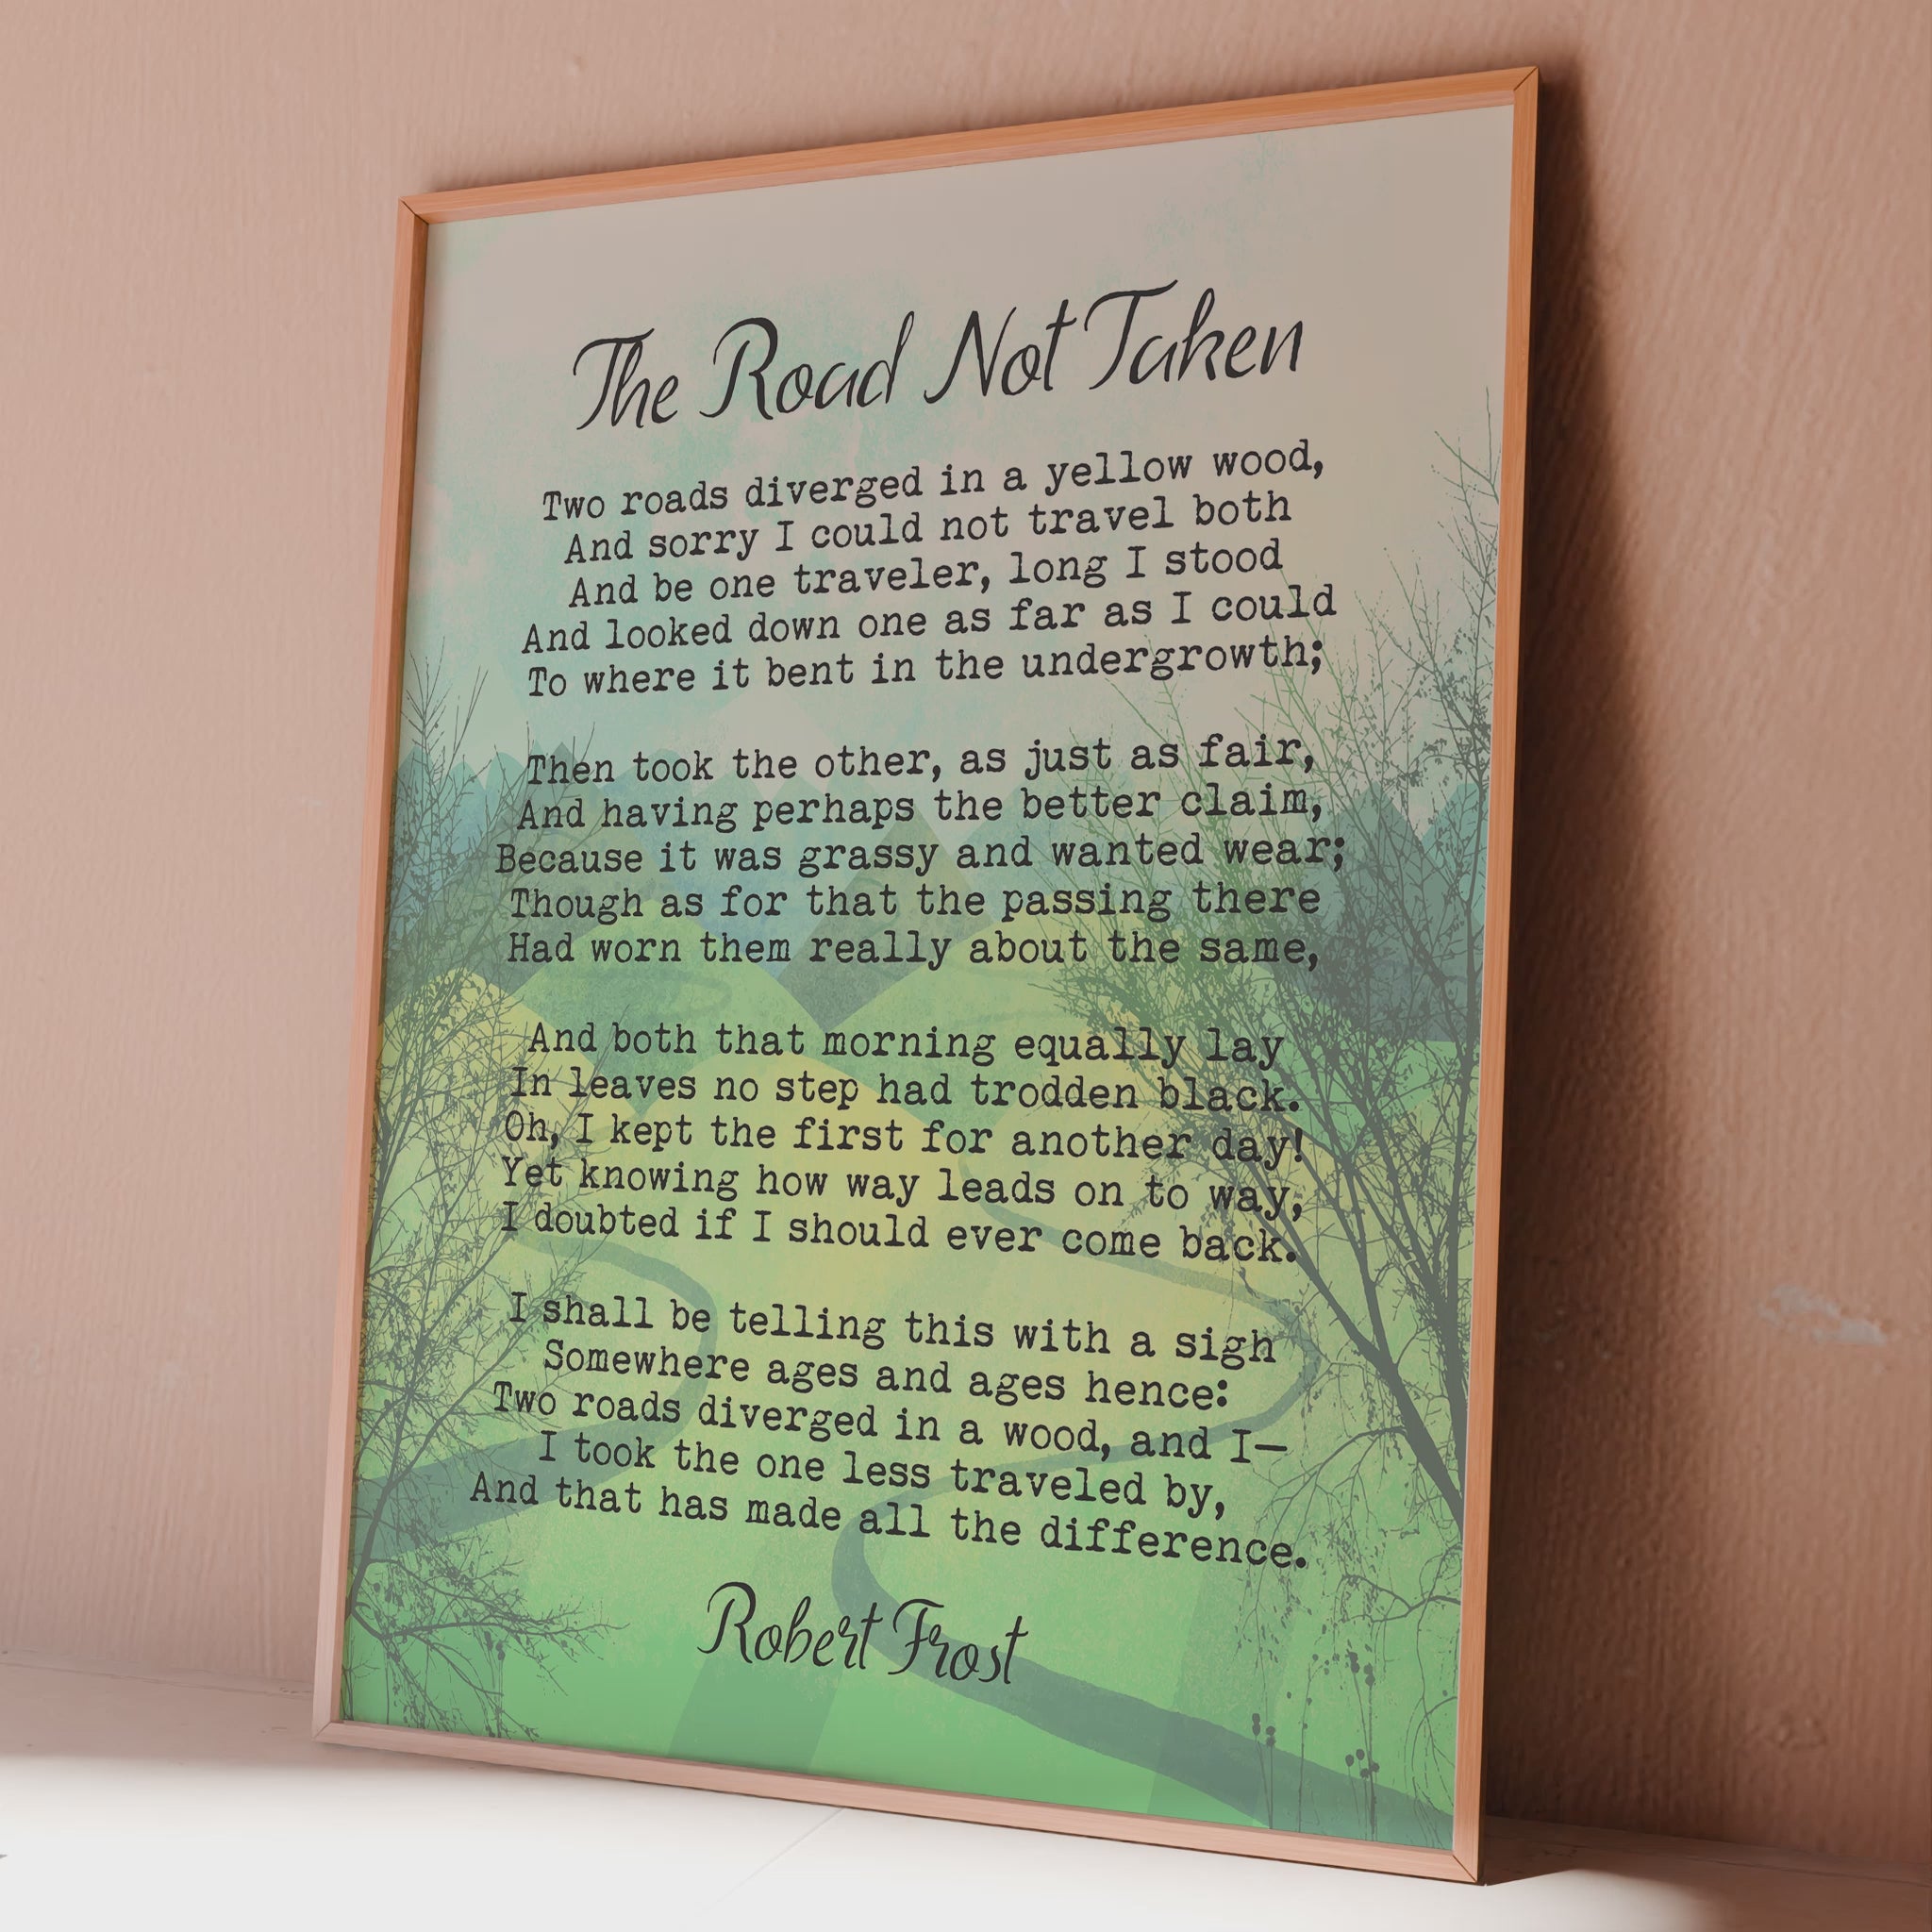 The Road Not Taken
Two roads diverged in a yellow wood,
And sorry I could not travel both
And be one traveler, long I stood
And looked down one as far as I could
To where it bent in the undergrowth;
Then took the other, as just as fair,
And having perhaps the better claim,
Because it was grassy and wanted wear;
Though as for that the passing there
Had worn them really about the same,
And both that morning equally lay
In leaves no step had trodden black.
Oh, I kept the first for another day!
Yet knowing how way leads on to way,
I doubted if I should ever come back.
I shall be telling this with a sigh
Somewhere ages and ages hence:
Two roads diverged in a wood, and I—
I took the one less traveled by,
And that has made all the difference.
Robert Frost